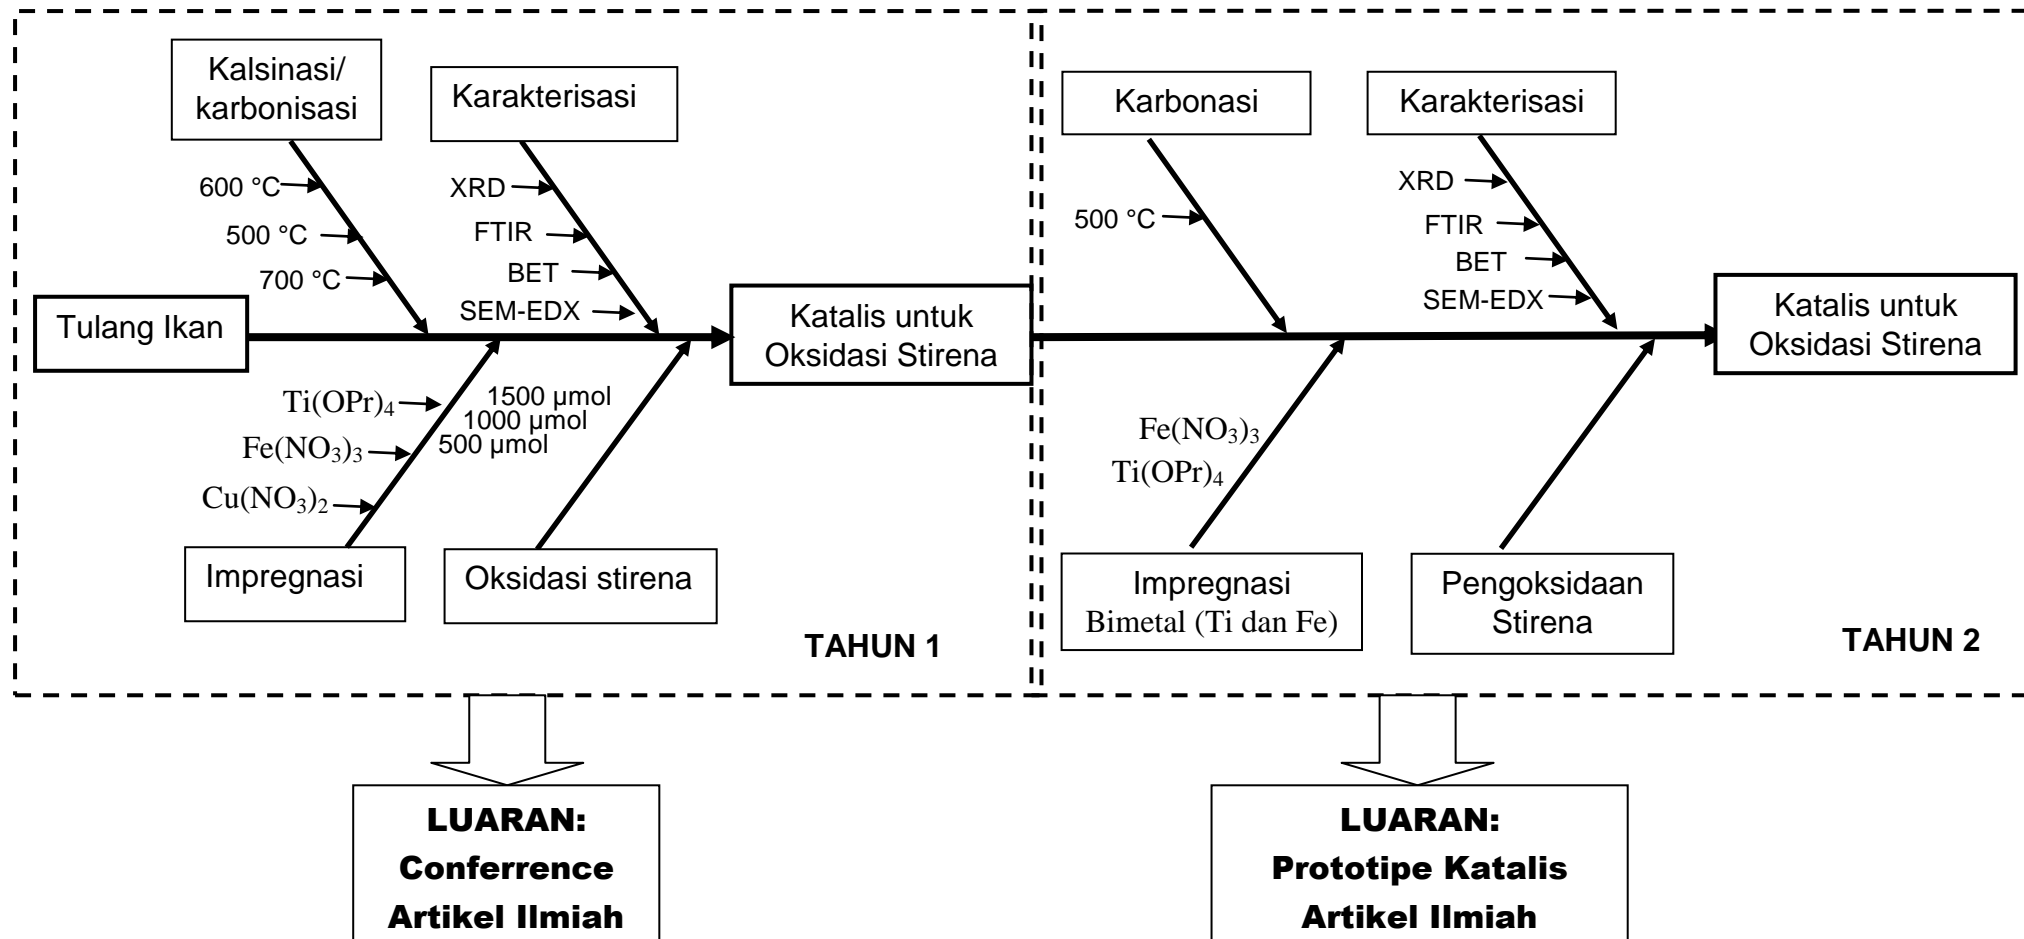 Kalsinasi/
karbonisasi
Karakterisasi
600 °C
500 °C
700 °C
XRD
FTIR
BET
SEM-EDX
Tulang Ikan
Katalis untuk
Oksidasi Stirena
Ti(OPr)₄
Fe(NO₃)₃
Cu(NO₃)₂
1500 µmol
1000 µmol
500 µmol
Impregnasi
Oksidasi stirena
TAHUN 1
Karbonasi
Karakterisasi
500 °C
XRD
FTIR
BET
SEM-EDX
Katalis untuk
Oksidasi Stirena
Fe(NO₃)₃
Ti(OPr)₄
Impregnasi
Bimetal (Ti dan Fe)
Pengoksidaan
Stirena
TAHUN 2
LUARAN:
Conferrence
Artikel Ilmiah
LUARAN:
Prototipe Katalis
Artikel Ilmiah